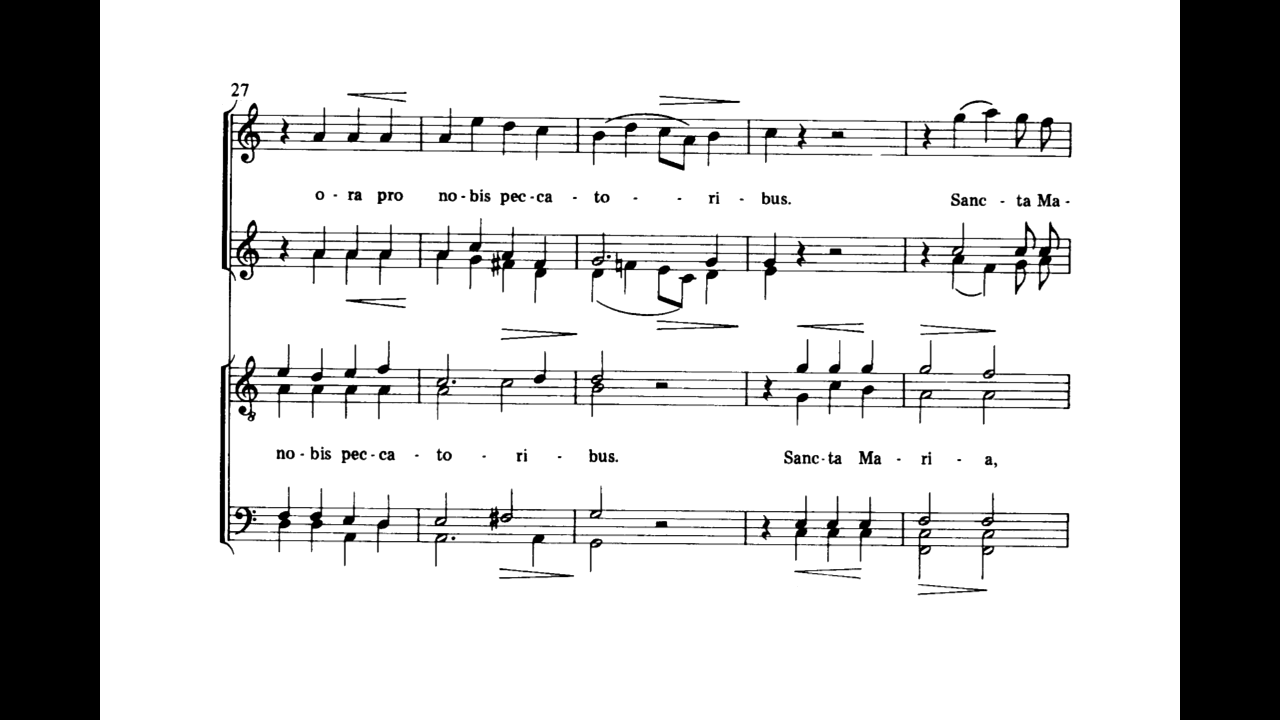 27
o - ra pro no - bis pec - ca - to - - ri - bus. Sanc - ta Ma -
no - bis pec - ca - to - ri - bus. Sanc - ta Ma - ri - a,